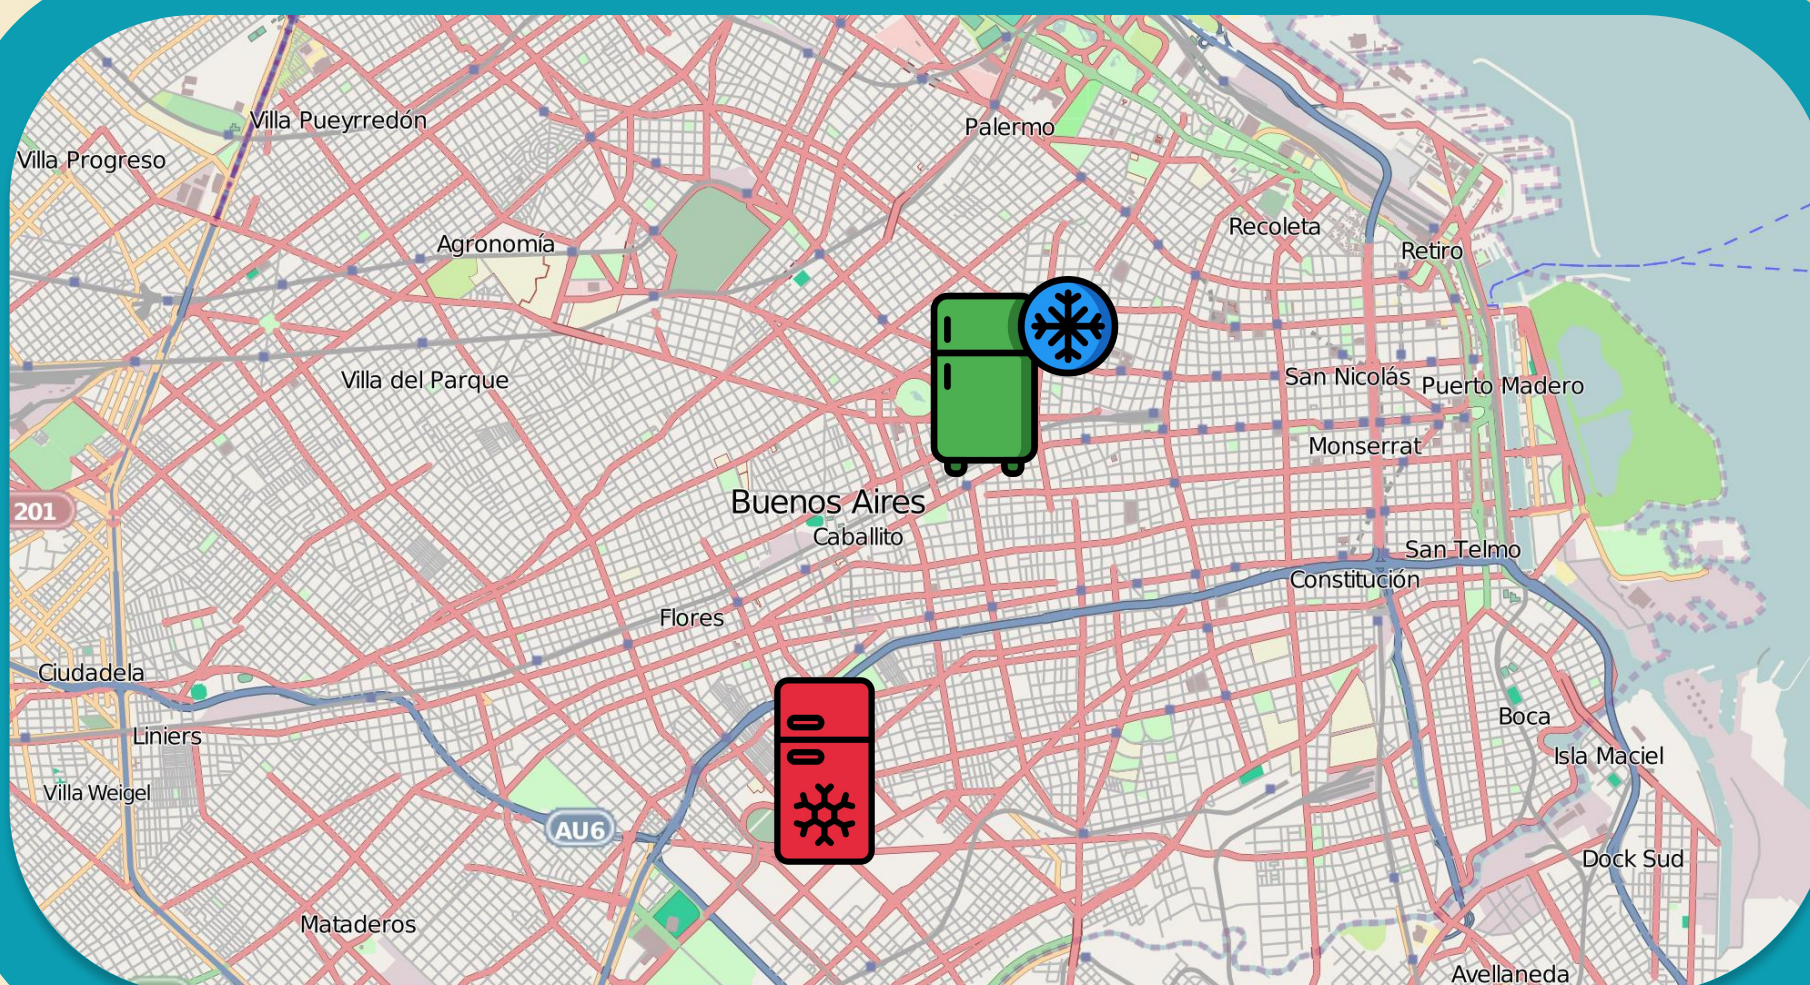 Villa Pueyrredón
Palermo
Villa Progreso
Recoleta
Agronomía
Retiro
Villa del Parque
San Nicolás
Puerto Madero
Monserrat
Buenos Aires
201
Caballito
San Telmo
Constitución
Flores
Ciudadela
Boca
Liniers
Isla Maciel
Villa Weigel
AU6
Dock Sud
Mataderos
Avellaneda